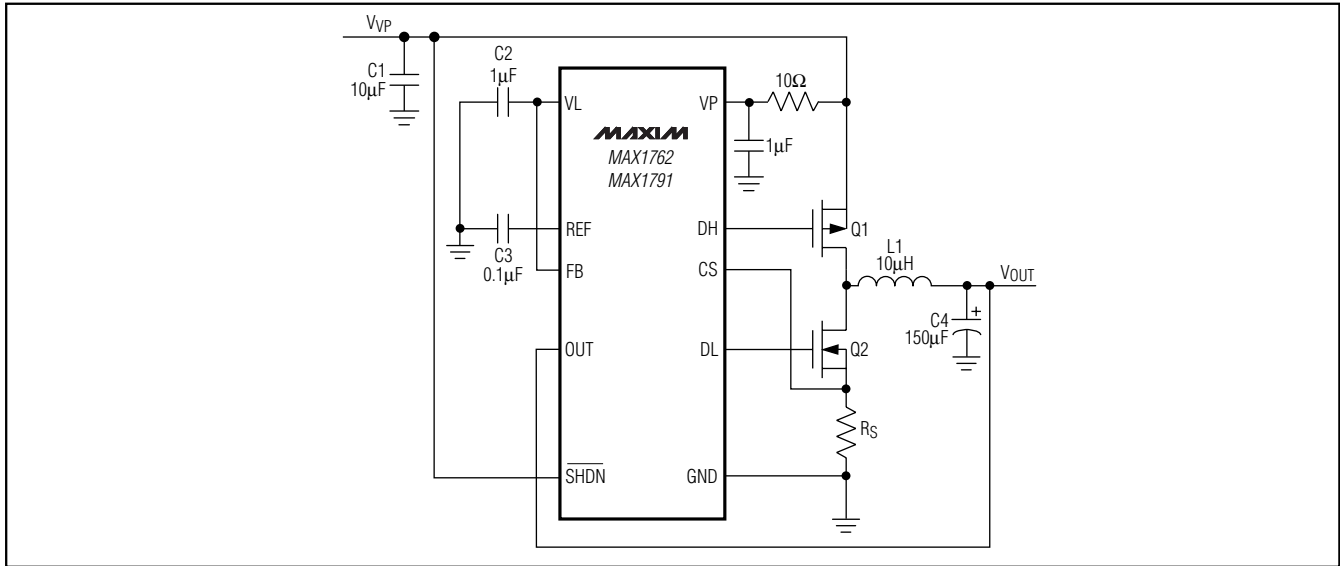 VVP
C1
10µF
C2
1µF
VL
VP
10Ω
1µF
MAXIM
MAX1762
MAX1791
REF
C3
0.1µF
FB
DH
CS
Q1
L1
10µH
VOUT
C4
150µF
+
OUT
DL
Q2
RS
SHDN
GND